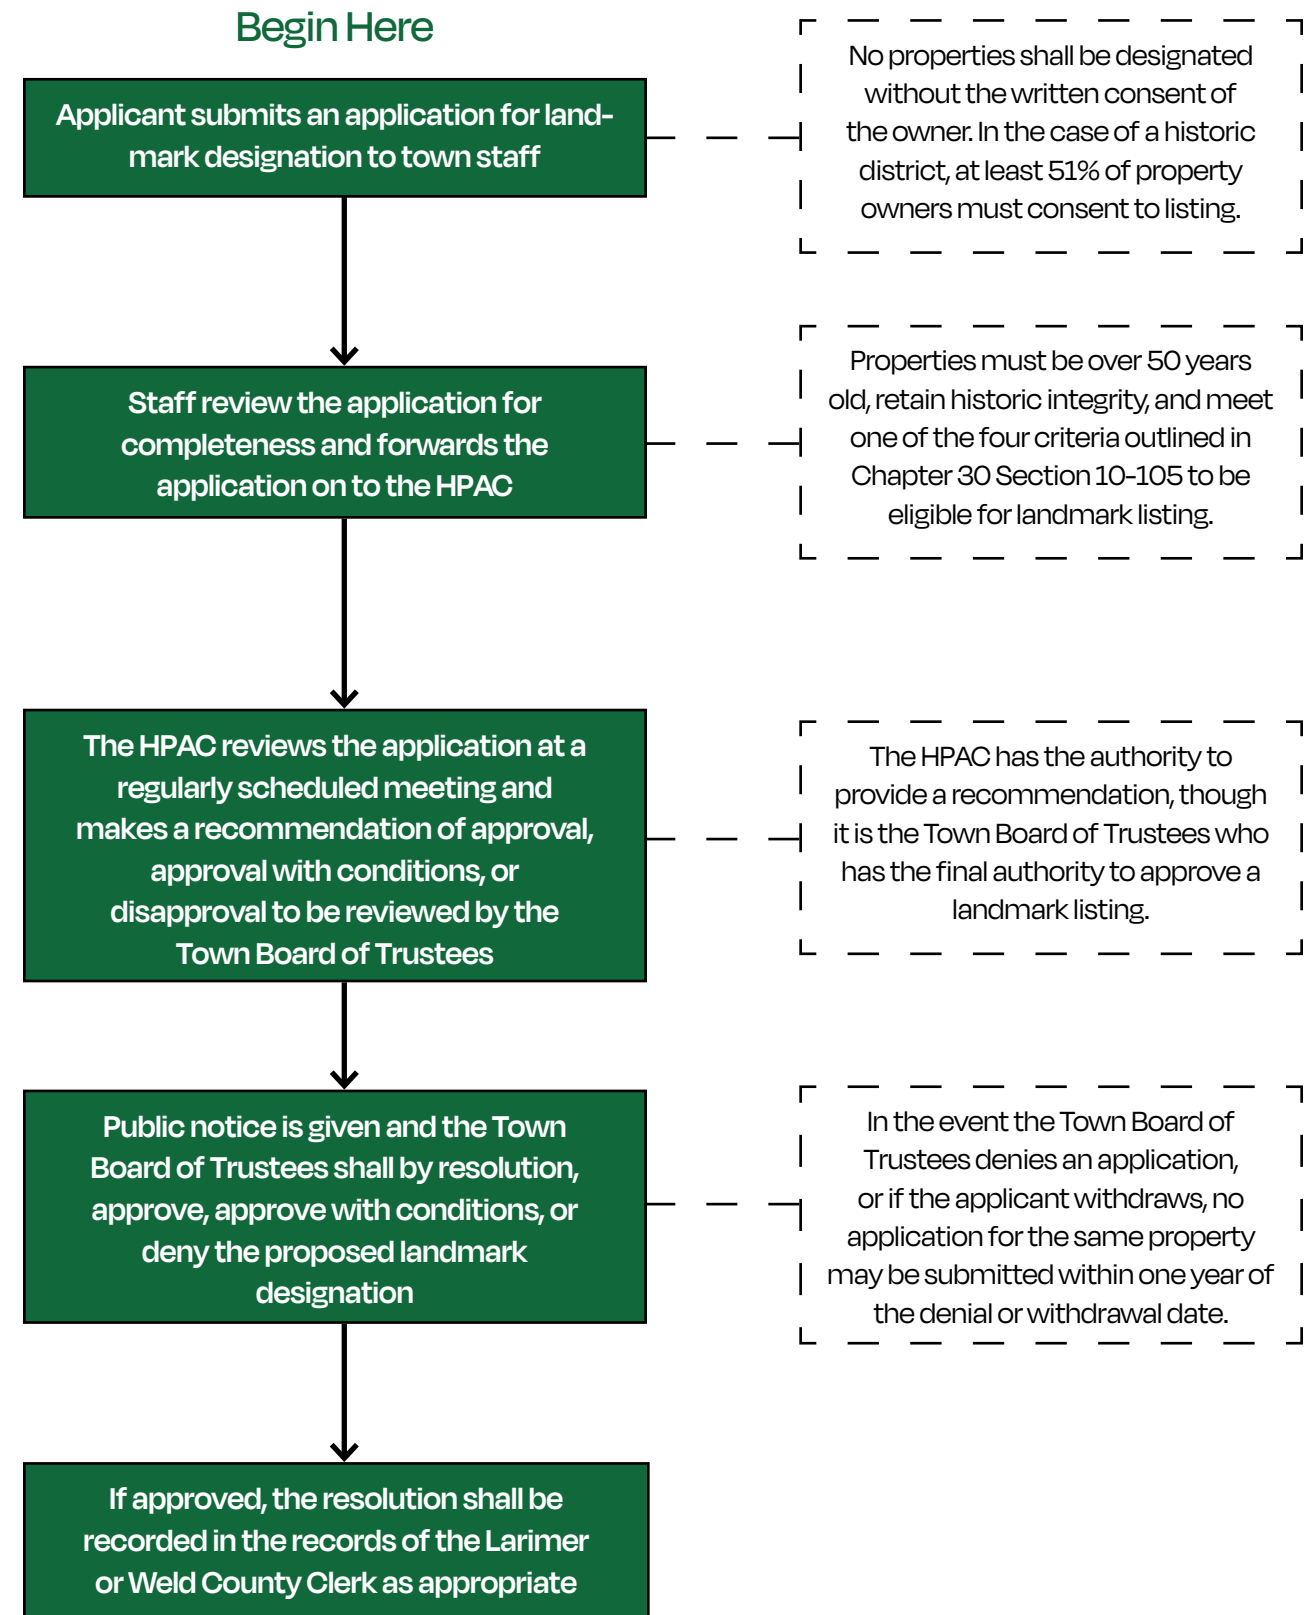 Begin Here
Applicant submits an application for land-
mark designation to town staff
No properties shall be designated
without the written consent of
the owner. In the case of a historic
district, at least 51% of property
owners must consent to listing.
Staff review the application for
completeness and forwards the
application on to the HPAC
Properties must be over 50 years
old, retain historic integrity, and meet
one of the four criteria outlined in
Chapter 30 Section 10-105 to be
eligible for landmark listing.
The HPAC reviews the application at a
regularly scheduled meeting and
makes a recommendation of approval,
approval with conditions, or
disapproval to be reviewed by the
Town Board of Trustees
The HPAC has the authority to
provide a recommendation, though
it is the Town Board of Trustees who
has the final authority to approve a
landmark listing.
Public notice is given and the Town
Board of Trustees shall by resolution,
approve, approve with conditions, or
deny the proposed landmark
designation
In the event the Town Board of
Trustees denies an application,
or if the applicant withdraws, no
application for the same property
may be submitted within one year of
the denial or withdrawal date.
If approved, the resolution shall be
recorded in the records of the Larimer
or Weld County Clerk as appropriate